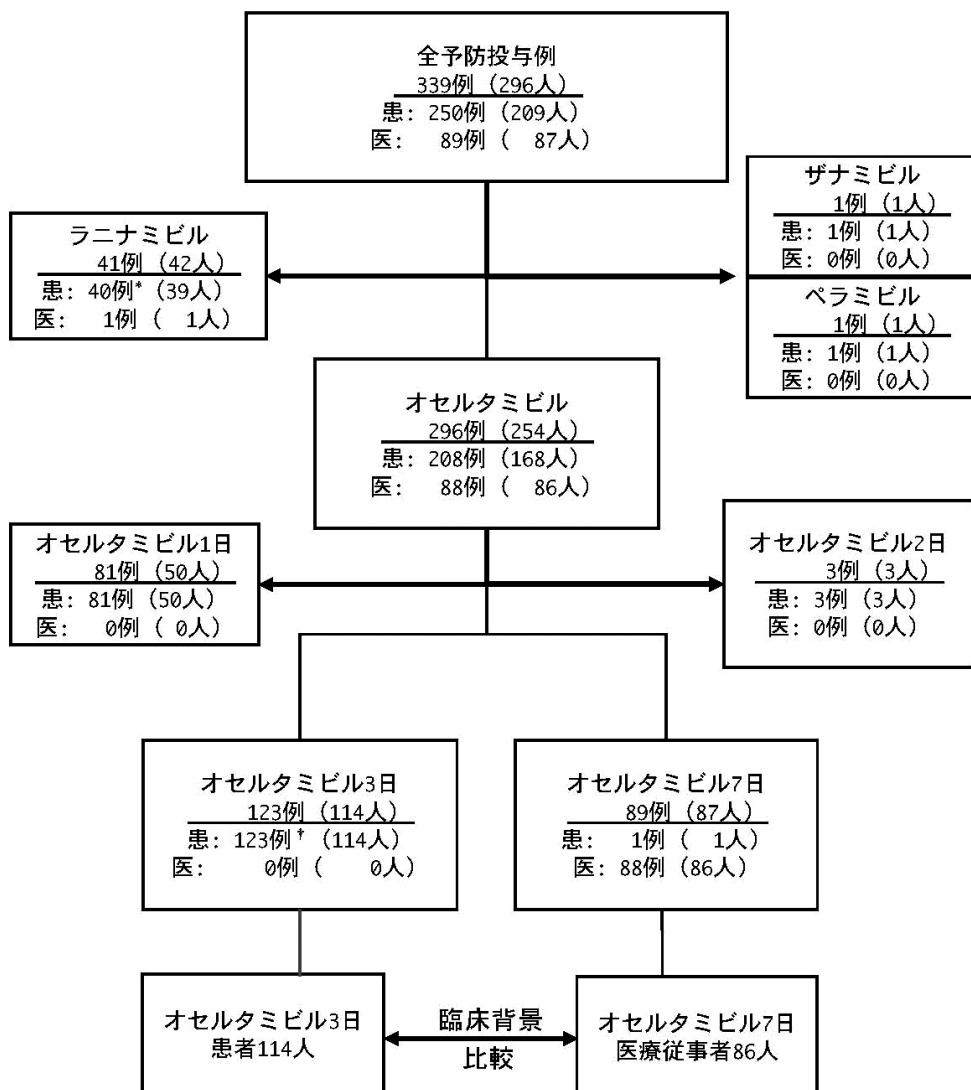 全予防投与例
339例 (296人)
患: 250例 (209人)
医: 89例 ( 87人)
ザナミビル
1例 (1人)
患: 1例 (1人)
医: 0例 (0人)
ラニナミビル
41例 (42人)
患: 40例* (39人)
医: 1例 ( 1人)
ペラミビル
1例 (1人)
患: 1例 (1人)
医: 0例 (0人)
オセルタミビル
296例 (254人)
患: 208例 (168人)
医: 88例 ( 86人)
オセルタミビル1日
81例 (50人)
患: 81例 (50人)
医: 0例 ( 0人)
オセルタミビル2日
3例 (3人)
患: 3例 (3人)
医: 0例 (0人)
オセルタミビル3日
123例 (114人)
患: 123例† (114人)
医: 0例 ( 0人)
オセルタミビル7日
89例 (87人)
患: 1例 ( 1人)
医: 88例 (86人)
オセルタミビル3日
患者114人
臨床背景
比較
オセルタミビル7日
医療従事者86人